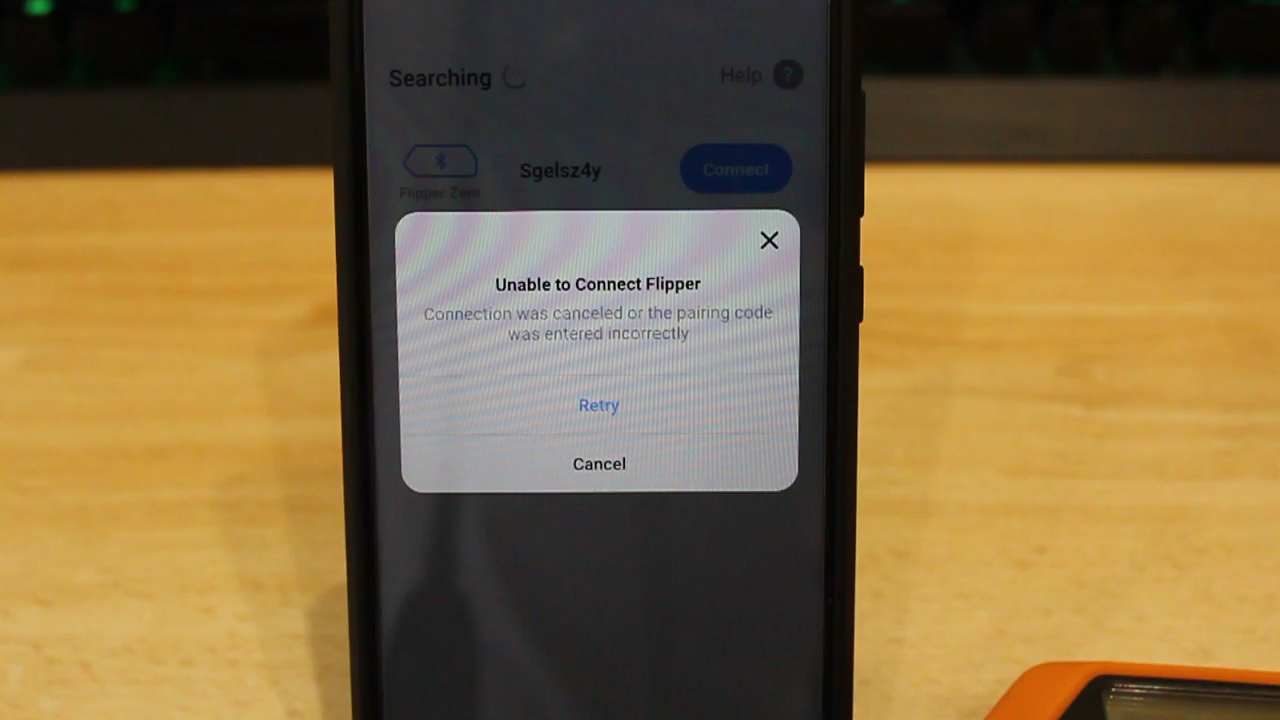 Searching
Help ?
Sgelsz4y
Connect
Flipper Zero
Unable to Connect Flipper
Connection was canceled or the pairing code
was entered incorrectly
Retry
Cancel